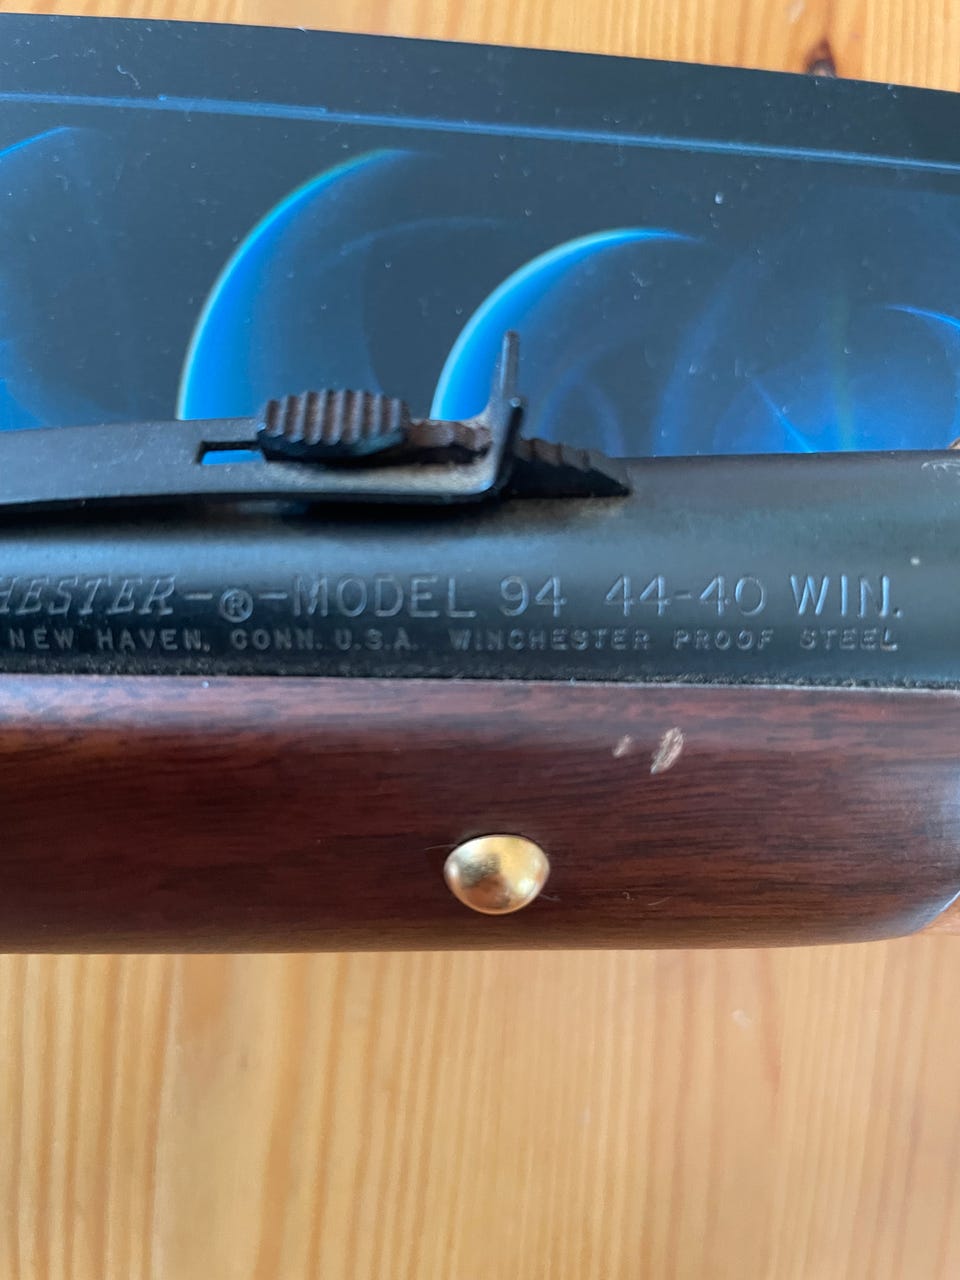 HESTER-®-MODEL 94 44-40 WIN.
NEW HAVEN, CONN. U.S.A. WINCHESTER PROOF STEEL